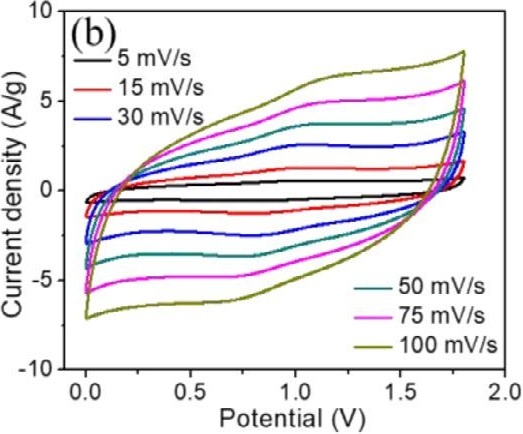 (b)
5 mV/s
15 mV/s
30 mV/s
50 mV/s
75 mV/s
100 mV/s
Current density (A/g)
10
5
0
-5
-10
0.0 0.5 1.0 1.5 2.0
Potential (V)